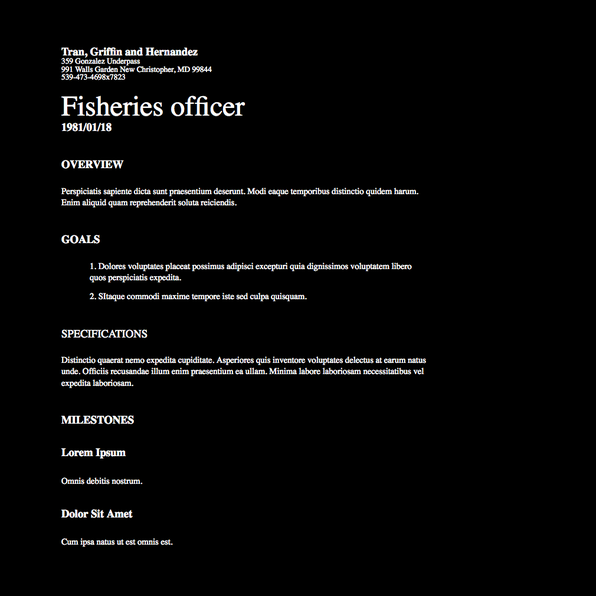 Tran, Griffin and Hernandez
359 Gonzalez Underpass
991 Walls Garden New Christopher, MD 99844
539-473-4698x7823
Fisheries officer
1981/01/18
OVERVIEW
Perspiciatis sapiente dicta sunt praesentium deserunt. Modi eaque temporibus distinctio quidem harum.
Enim aliquid quam reprehenderit soluta reiciendis.
GOALS
1. Dolores voluptates placeat possimus adipisci excepturi quia dignissimos voluptatem libero
quos perspiciatis expedita.
2. SItaque commodi maxime tempore iste sed culpa quisquam.
SPECIFICATIONS
Distinctio quaerat nemo expedita cupiditate. Asperiores quis inventore voluptates delectus at earum natus
unde. Officiis recusandae illum enim praesentium ea ullam. Minima labore laboriosam necessitatibus vel
expedita laboriosam.
MILESTONES
Lorem Ipsum
Omnis debitis nostrum.
Dolor Sit Amet
Cum ipsa natus ut est omnis est.